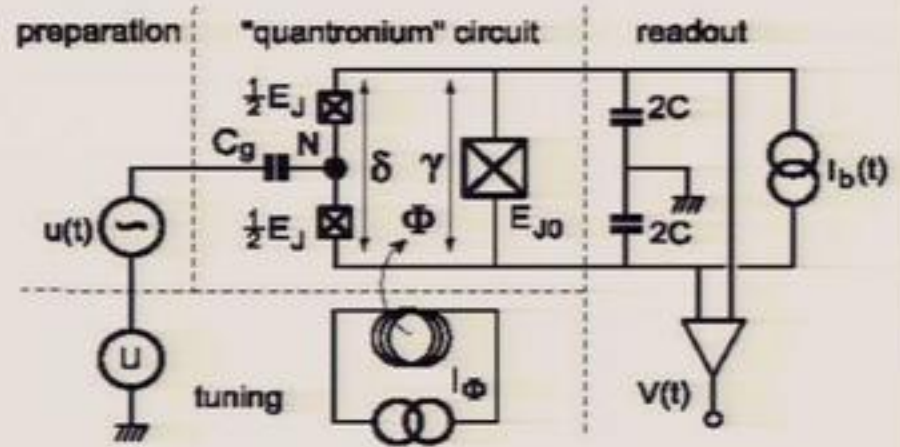 preparation
"quantronium" circuit
readout
½E_J
C_g
N
½E_J
δ
γ
Φ
E_J0
2C
2C
I_b(t)
u(t)
U
tuning
I_Φ
V(t)